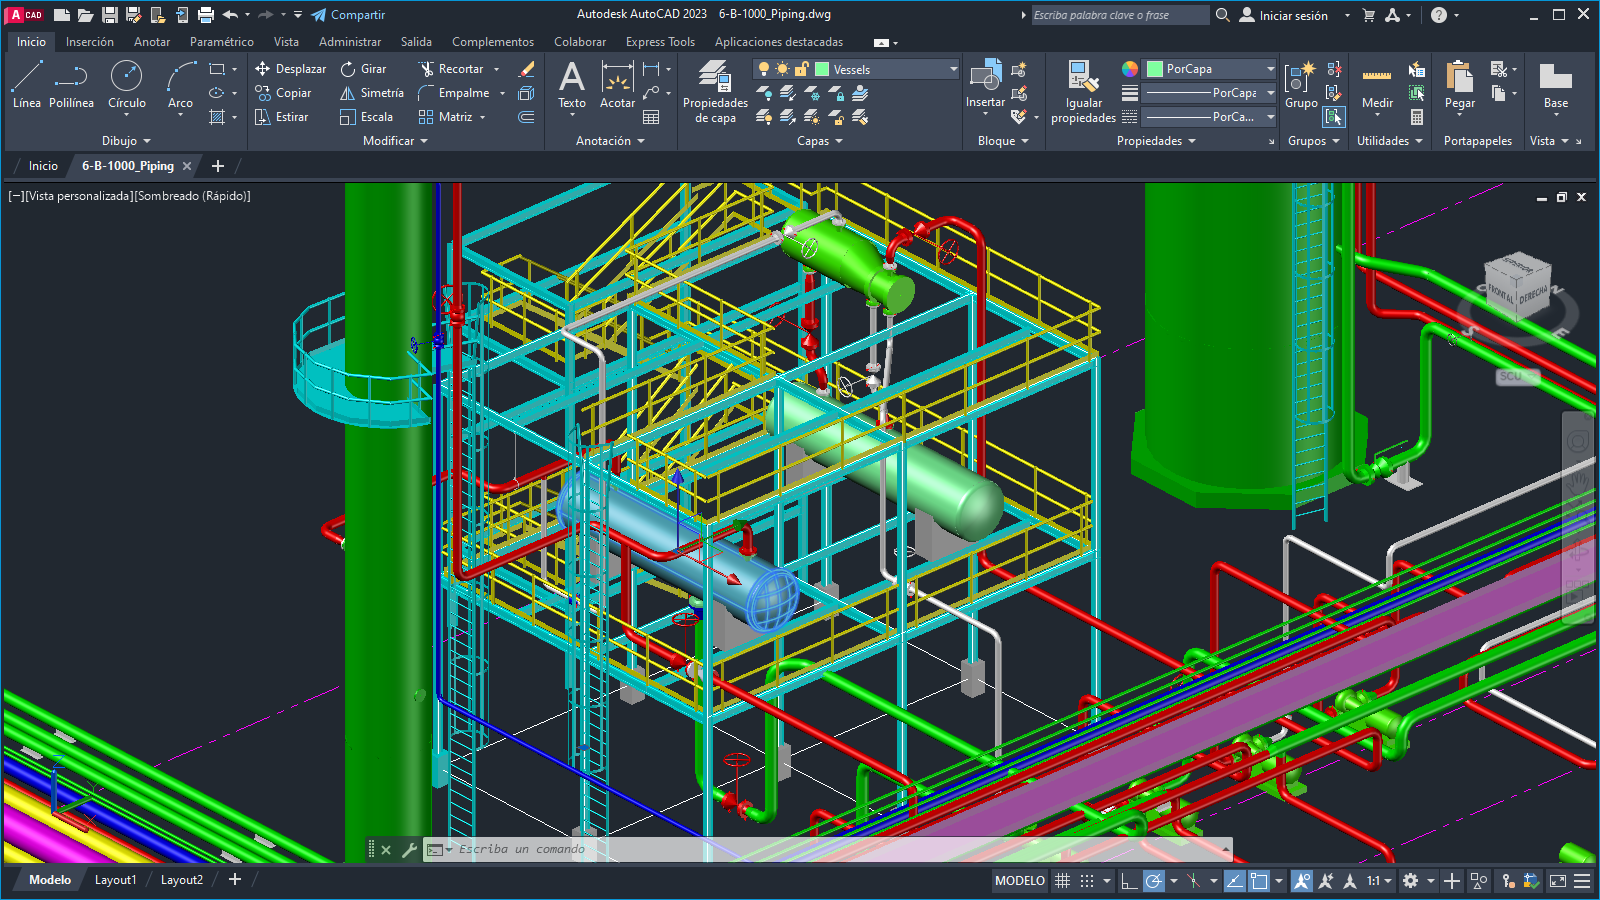 A CAD
Compartir
Autodesk AutoCAD 2023 6-B-1000_Piping.dwg
Escriba palabra clave o frase
Iniciar sesión
Inicio Inserción Anotar Paramétrico Vista Administrar Salida Complementos Colaborar Express Tools Aplicaciones destacadas
Línea Polilínea Círculo Arco
Dibujo
Desplazar Girar Recortar
Copiar Simetría Empalme
Estirar Escala Matriz
Modificar
Texto Acotar
Anotación
Propiedades de capa
Vessels
Capas
Insertar
Bloque
Igualar propiedades
PorCapa
PorCapa
PorCa...
Propiedades
Grupo
Grupos
Medir
Utilidades
Pegar
Portapapeles
Base
Vista
Inicio 6-B-1000_Piping
[−][Vista personalizada][Sombreado (Rápido)]
SUPERIOR
FRONTAL DERECHA
S E
SCU
X
Escriba un comando
Modelo Layout1 Layout2
MODELO 1:1